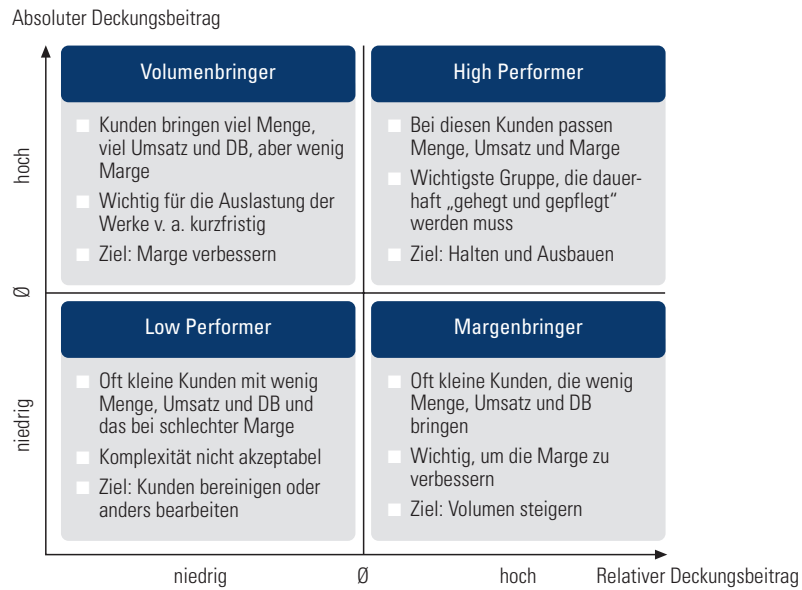 Absoluter Deckungsbeitrag
hoch
Ø
niedrig
Volumenbringer
Kunden bringen viel Menge,
viel Umsatz und DB, aber wenig
Marge
Wichtig für die Auslastung der
Werke v. a. kurzfristig
Ziel: Marge verbessern
High Performer
Bei diesen Kunden passen
Menge, Umsatz und Marge
Wichtigste Gruppe, die dauer-
haft „gehegt und gepflegt“
werden muss
Ziel: Halten und Ausbauen
Low Performer
Oft kleine Kunden mit wenig
Menge, Umsatz und DB und
das bei schlechter Marge
Komplexität nicht akzeptabel
Ziel: Kunden bereinigen oder
anders bearbeiten
Margenbringer
Oft kleine Kunden, die wenig
Menge, Umsatz und DB
bringen
Wichtig, um die Marge zu
verbessern
Ziel: Volumen steigern
niedrig
Ø
hoch
Relativer Deckungsbeitrag